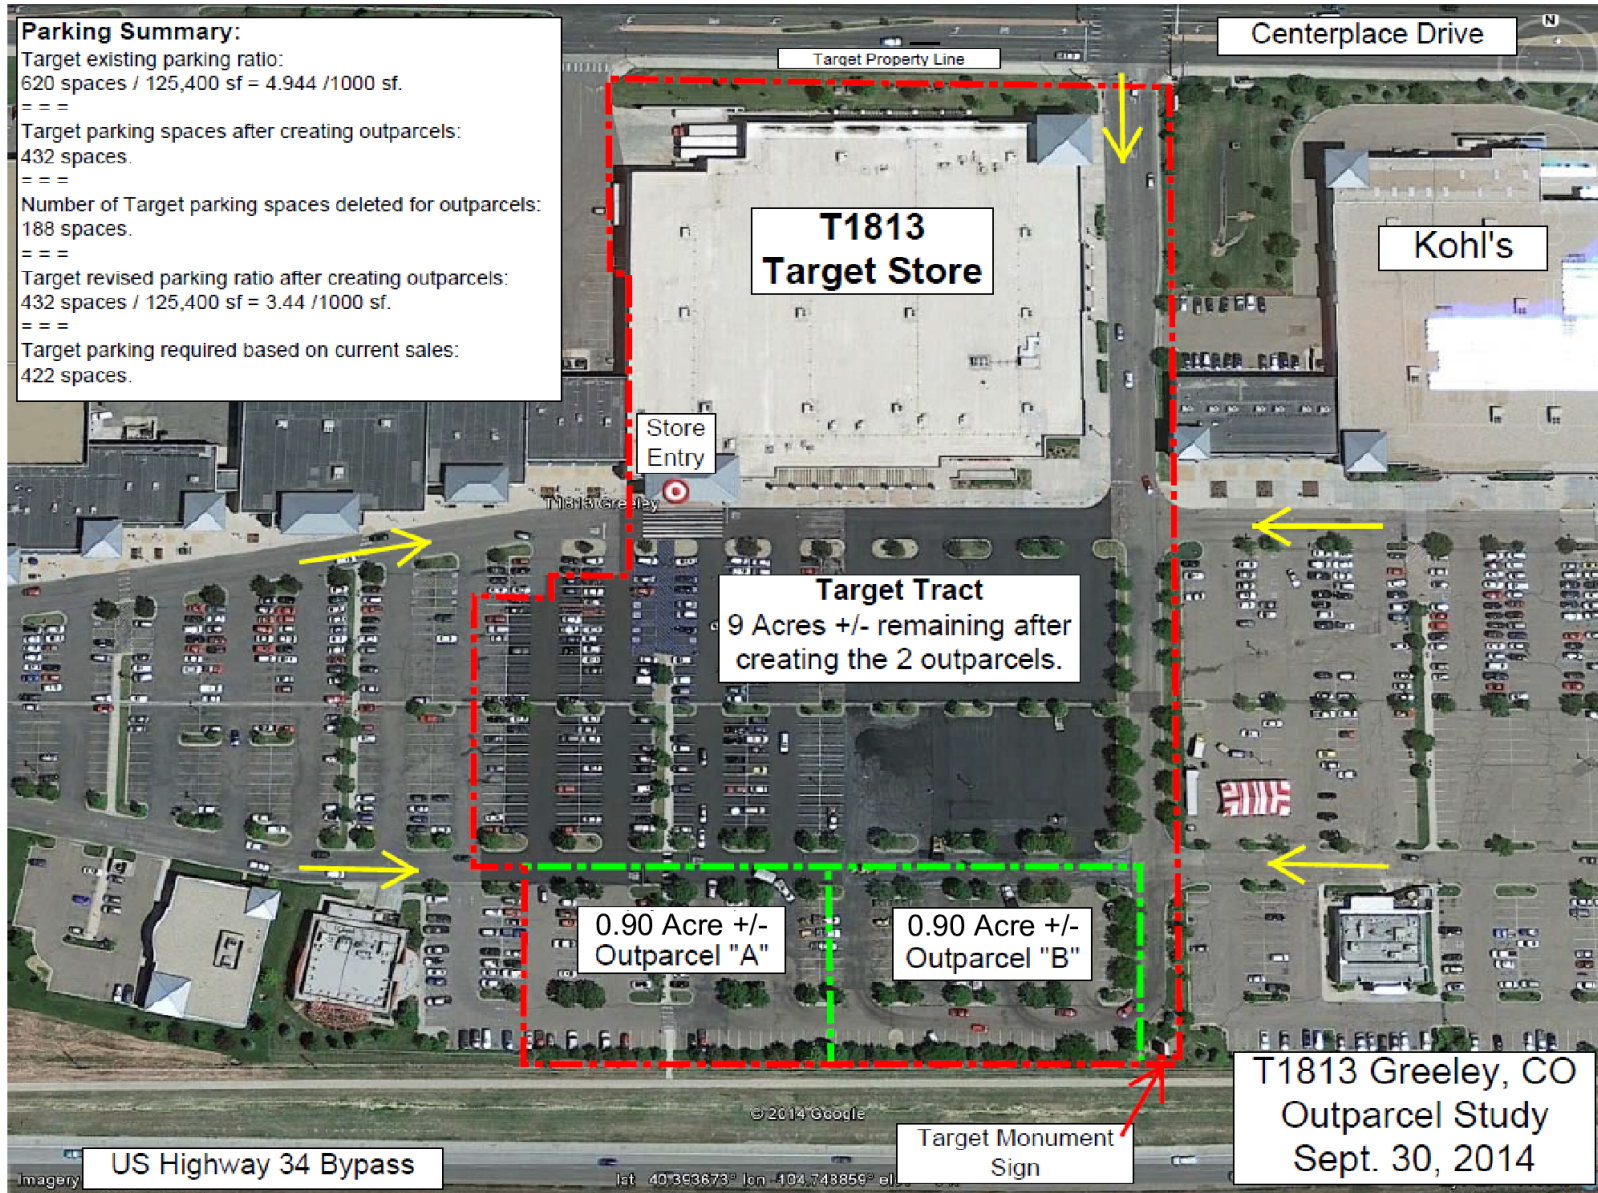 Parking Summary:
Target existing parking ratio:
620 spaces / 125,400 sf = 4.944 /1000 sf.
= = =
Target parking spaces after creating outparcels:
432 spaces.
= = =
Number of Target parking spaces deleted for outparcels:
188 spaces.
= = =
Target revised parking ratio after creating outparcels:
432 spaces / 125,400 sf = 3.44 /1000 sf.
= = =
Target parking required based on current sales:
422 spaces.
Target Property Line
Centerplace Drive
N
T1813
Target Store
Kohl's
Store
Entry
T1813 Greeley
Target Tract
9 Acres +/- remaining after
creating the 2 outparcels.
0.90 Acre +/-
Outparcel "A"
0.90 Acre +/-
Outparcel "B"
© 2014 Google
Target Monument
Sign
T1813 Greeley, CO
Outparcel Study
Sept. 30, 2014
US Highway 34 Bypass
Imagery
lat 40.393673° lon -104.748859°